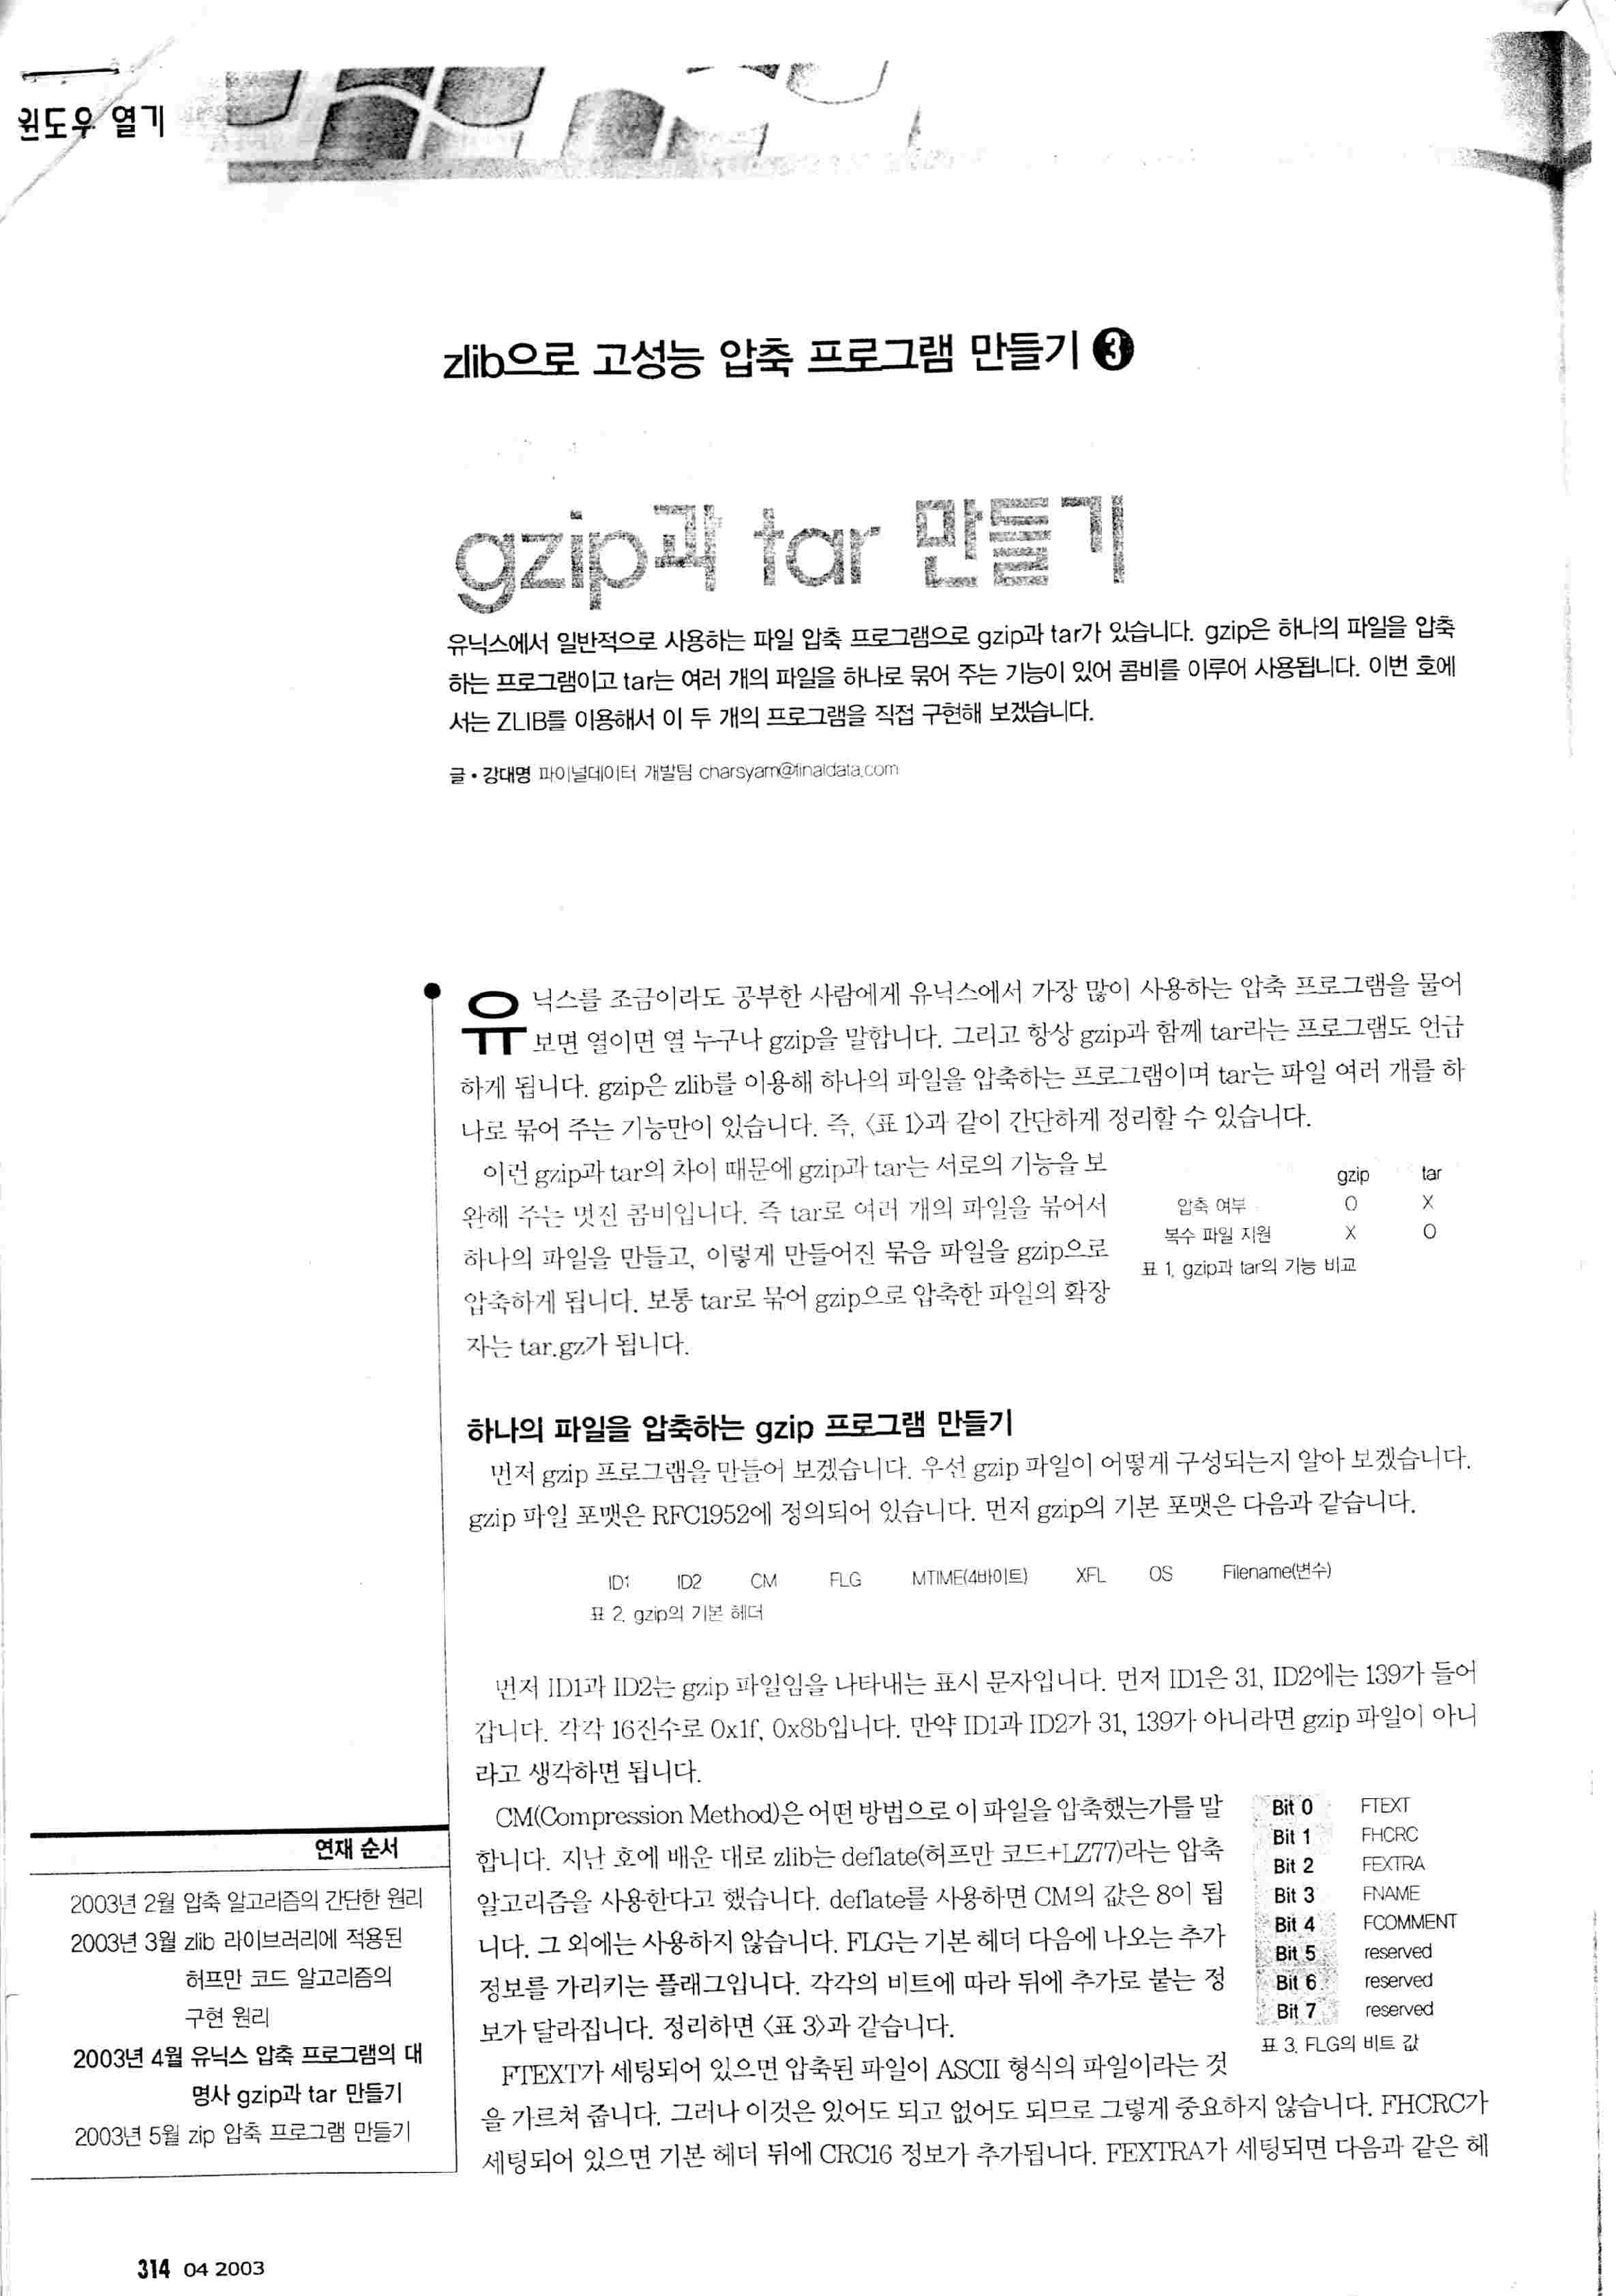 윈도우 열기
zlib으로 고성능 압축 프로그램 만들기 ❸
gzip과 tar 만들기
유닉스에서 일반적으로 사용하는 파일 압축 프로그램으로 gzip과 tar가 있습니다. gzip은 하나의 파일을 압축
하는 프로그램이고 tar는 여러 개의 파일을 하나로 묶어 주는 기능이 있어 콤비를 이루어 사용됩니다. 이번 호에
서는 ZLIB를 이용해서 이 두 개의 프로그램을 직접 구현해 보겠습니다.
글 • 강대명 파이널데이터 개발팀 charsyam@finaldata.com
유닉스를 조금이라도 공부한 사람에게 유닉스에서 가장 많이 사용하는 압축 프로그램을 물어
보면 열이면 열 누구나 gzip을 말합니다. 그리고 항상 gzip과 함께 tar라는 프로그램도 언급
하게 됩니다. gzip은 zlib를 이용해 하나의 파일을 압축하는 프로그램이며 tar는 파일 여러 개를 하
나로 묶어 주는 기능만이 있습니다. 즉, 〈표 1〉과 같이 간단하게 정리할 수 있습니다.
이런 gzip과 tar의 차이 때문에 gzip과 tar는 서로의 기능을 보
완해 주는 멋진 콤비입니다. 즉 tar로 여러 개의 파일을 묶어서
하나의 파일을 만들고, 이렇게 만들어진 묶음 파일을 gzip으로
압축하게 됩니다. 보통 tar로 묶어 gzip으로 압축한 파일의 확장
자는 tar.gz가 됩니다.
gzip tar
압축 여부 O X
복수 파일 지원 X O
표 1. gzip과 tar의 기능 비교
하나의 파일을 압축하는 gzip 프로그램 만들기
먼저 gzip 프로그램을 만들어 보겠습니다. 우선 gzip 파일이 어떻게 구성되는지 알아 보겠습니다.
gzip 파일 포맷은 RFC1952에 정의되어 있습니다. 먼저 gzip의 기본 포맷은 다음과 같습니다.
ID1 ID2 CM FLG MTIME(4바이트) XFL OS Filename(변수)
표 2. gzip의 기본 헤더
먼저 ID1과 ID2는 gzip 파일임을 나타내는 표시 문자입니다. 먼저 ID1은 31, ID2에는 139가 들어
갑니다. 각각 16진수로 0x1f, 0x8b입니다. 만약 ID1과 ID2가 31, 139가 아니라면 gzip 파일이 아니
라고 생각하면 됩니다.
CM(Compression Method)은 어떤 방법으로 이 파일을 압축했는가를 말
합니다. 지난 호에 배운 대로 zlib는 deflate(허프만 코드+LZ77)라는 압축
알고리즘을 사용한다고 했습니다. deflate를 사용하면 CM의 값은 8이 됩
니다. 그 외에는 사용하지 않습니다. FLG는 기본 헤더 다음에 나오는 추가
정보를 가리키는 플래그입니다. 각각의 비트에 따라 뒤에 추가로 붙는 정
보가 달라집니다. 정리하면 〈표 3〉과 같습니다.
Bit 0 FTEXT
Bit 1 FHCRC
Bit 2 FEXTRA
Bit 3 FNAME
Bit 4 FCOMMENT
Bit 5 reserved
Bit 6 reserved
Bit 7 reserved
표 3. FLG의 비트 값
FTEXT가 세팅되어 있으면 압축된 파일이 ASCII 형식의 파일이라는 것
을 가르쳐 줍니다. 그러나 이것은 있어도 되고 없어도 되므로 그렇게 중요하지 않습니다. FHCRC가
세팅되어 있으면 기본 헤더 뒤에 CRC16 정보가 추가됩니다. FEXTRA가 세팅되면 다음과 같은 헤
연재 순서
2003년 2월 압축 알고리즘의 간단한 원리
2003년 3월 zlib 라이브러리에 적용된
허프만 코드 알고리즘의
구현 원리
2003년 4월 유닉스 압축 프로그램의 대
명사 gzip과 tar 만들기
2003년 5월 zip 압축 프로그램 만들기
314 04 2003